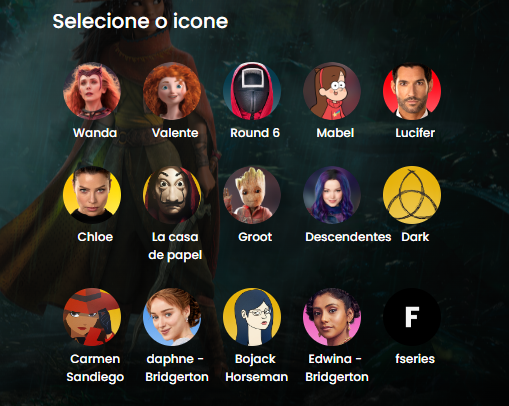 Selecione o icone
Wanda
Valente
Round 6
Mabel
Lucifer
Chloe
La casa
de papel
Groot
Descendentes
Dark
F
Carmen
Sandiego
daphne -
Bridgerton
Bojack
Horseman
Edwina -
Bridgerton
fseries